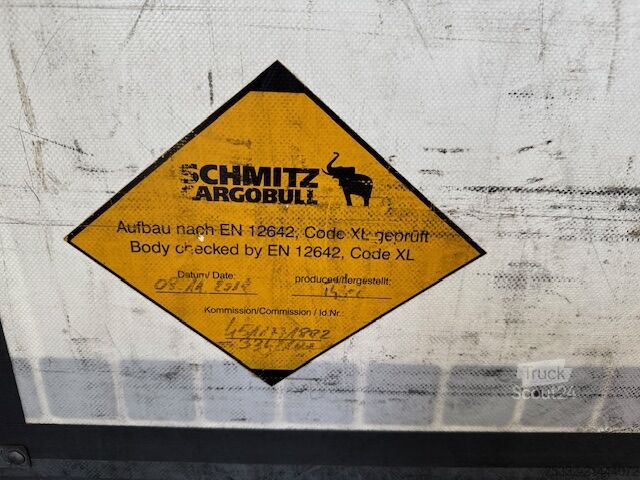 SCHMITZ
CARGOBULL
Aufbau nach EN 12642, Code XL geprüft
Body checked by EN 12642, Code XL
Datum/ Date:
produced/hergestellt:
Kommission/Commission / Id.Nr.:
Truck
Scout24